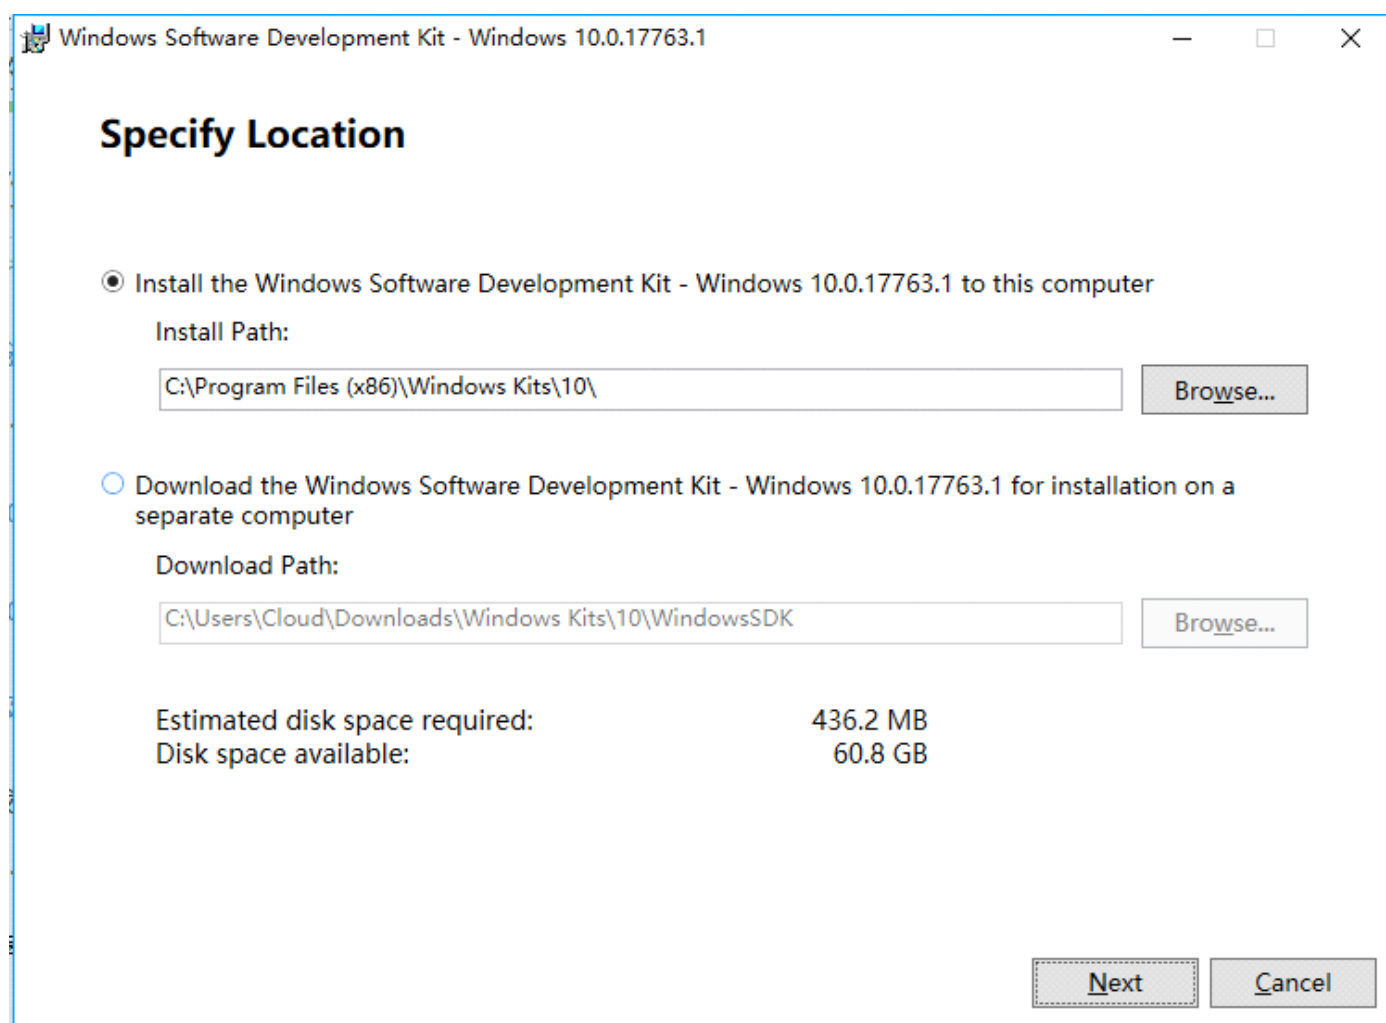 Windows Software Development Kit - Windows 10.0.17763.1
Specify Location
Install the Windows Software Development Kit - Windows 10.0.17763.1 to this computer
Install Path:
C:\Program Files (x86)\Windows Kits\10\
Browse...
Download the Windows Software Development Kit - Windows 10.0.17763.1 for installation on a
separate computer
Download Path:
C:\Users\Cloud\Downloads\Windows Kits\10\WindowsSDK
Browse...
Estimated disk space required: 436.2 MB
Disk space available: 60.8 GB
Next Cancel